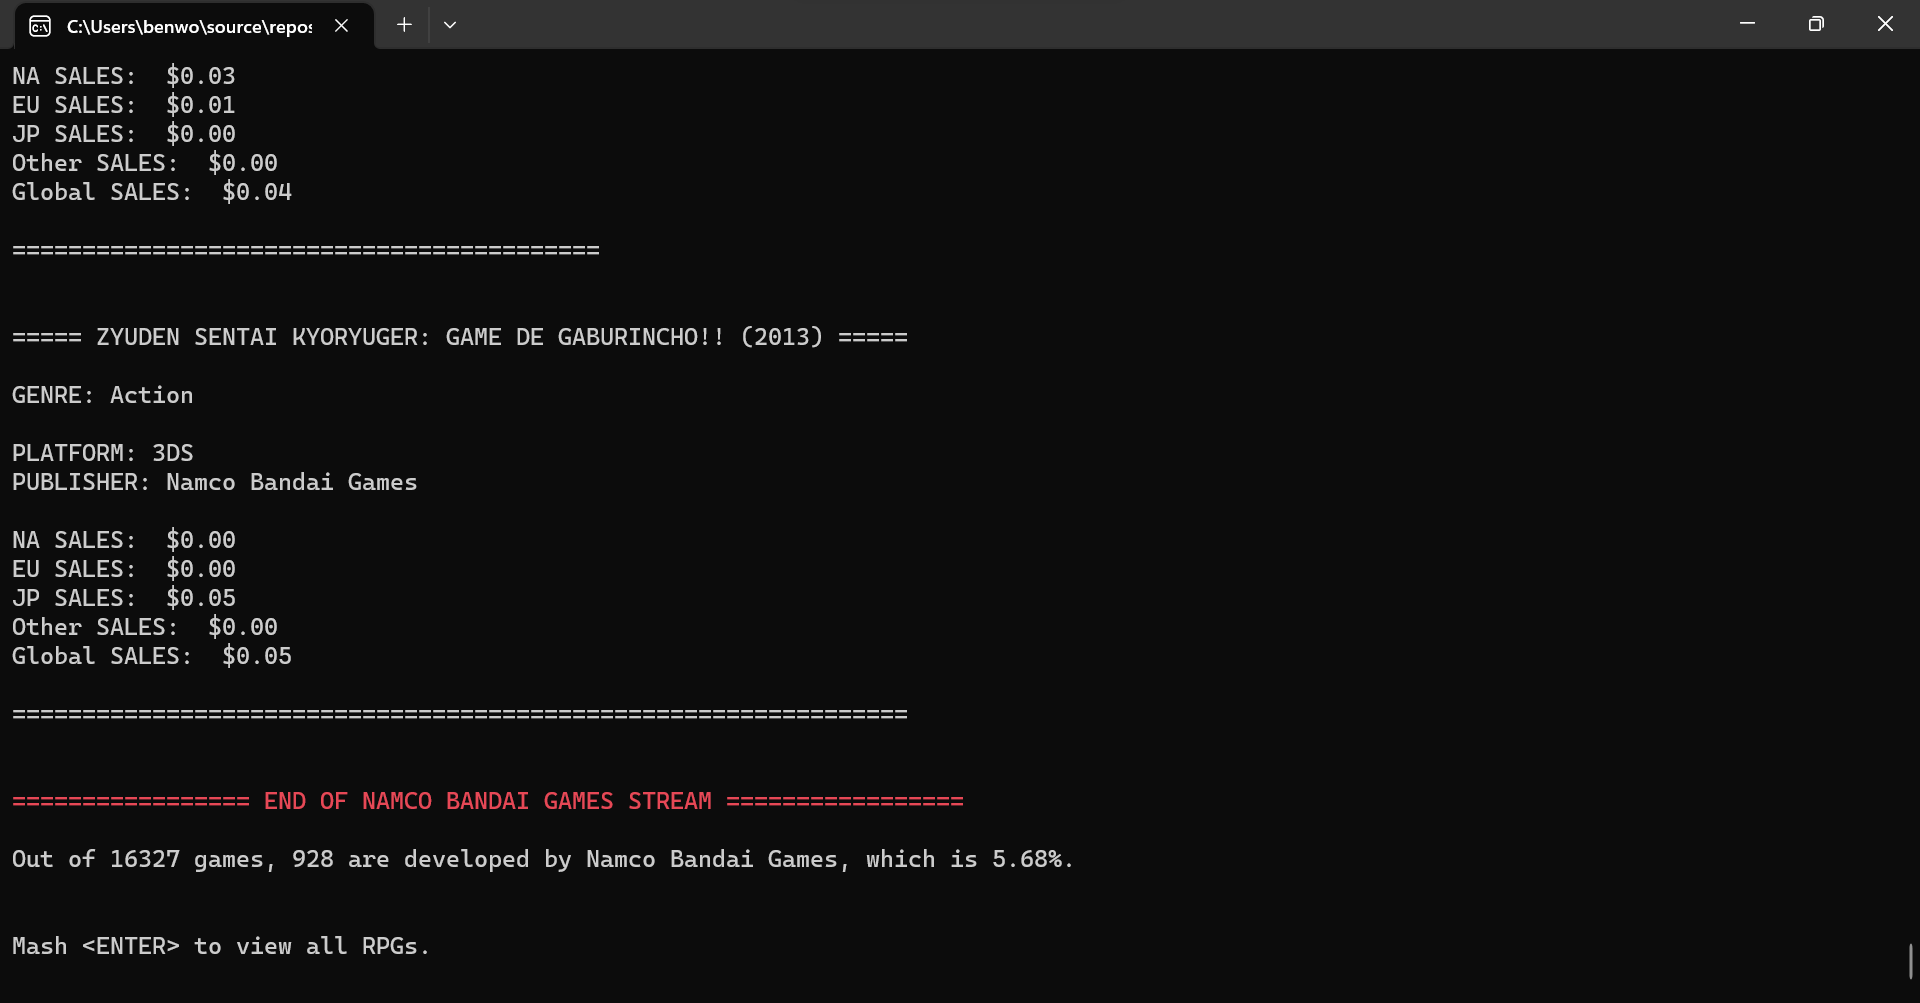 C:\Users\benwo\source\repos
NA SALES:  $0.03
EU SALES:  $0.01
JP SALES:  $0.00
Other SALES:  $0.00
Global SALES:  $0.04
==========================================
===== ZYUDEN SENTAI KYORYUGER: GAME DE GABURINCHO!! (2013) =====
GENRE: Action
PLATFORM: 3DS
PUBLISHER: Namco Bandai Games
NA SALES:  $0.00
EU SALES:  $0.00
JP SALES:  $0.05
Other SALES:  $0.00
Global SALES:  $0.05
================================================================
================= END OF NAMCO BANDAI GAMES STREAM =================
Out of 16327 games, 928 are developed by Namco Bandai Games, which is 5.68%.
Mash <ENTER> to view all RPGs.